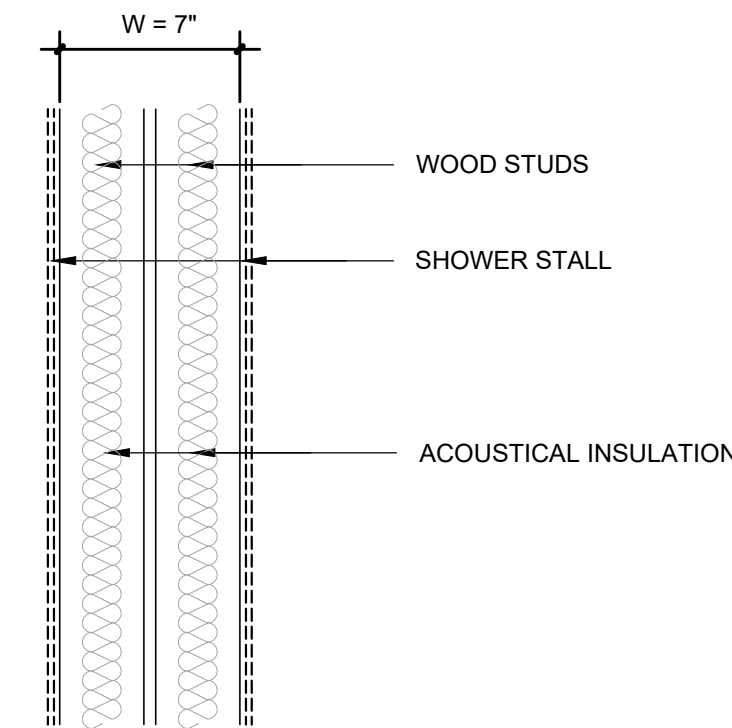 W = 7"
WOOD STUDS
SHOWER STALL
ACOUSTICAL INSULATION